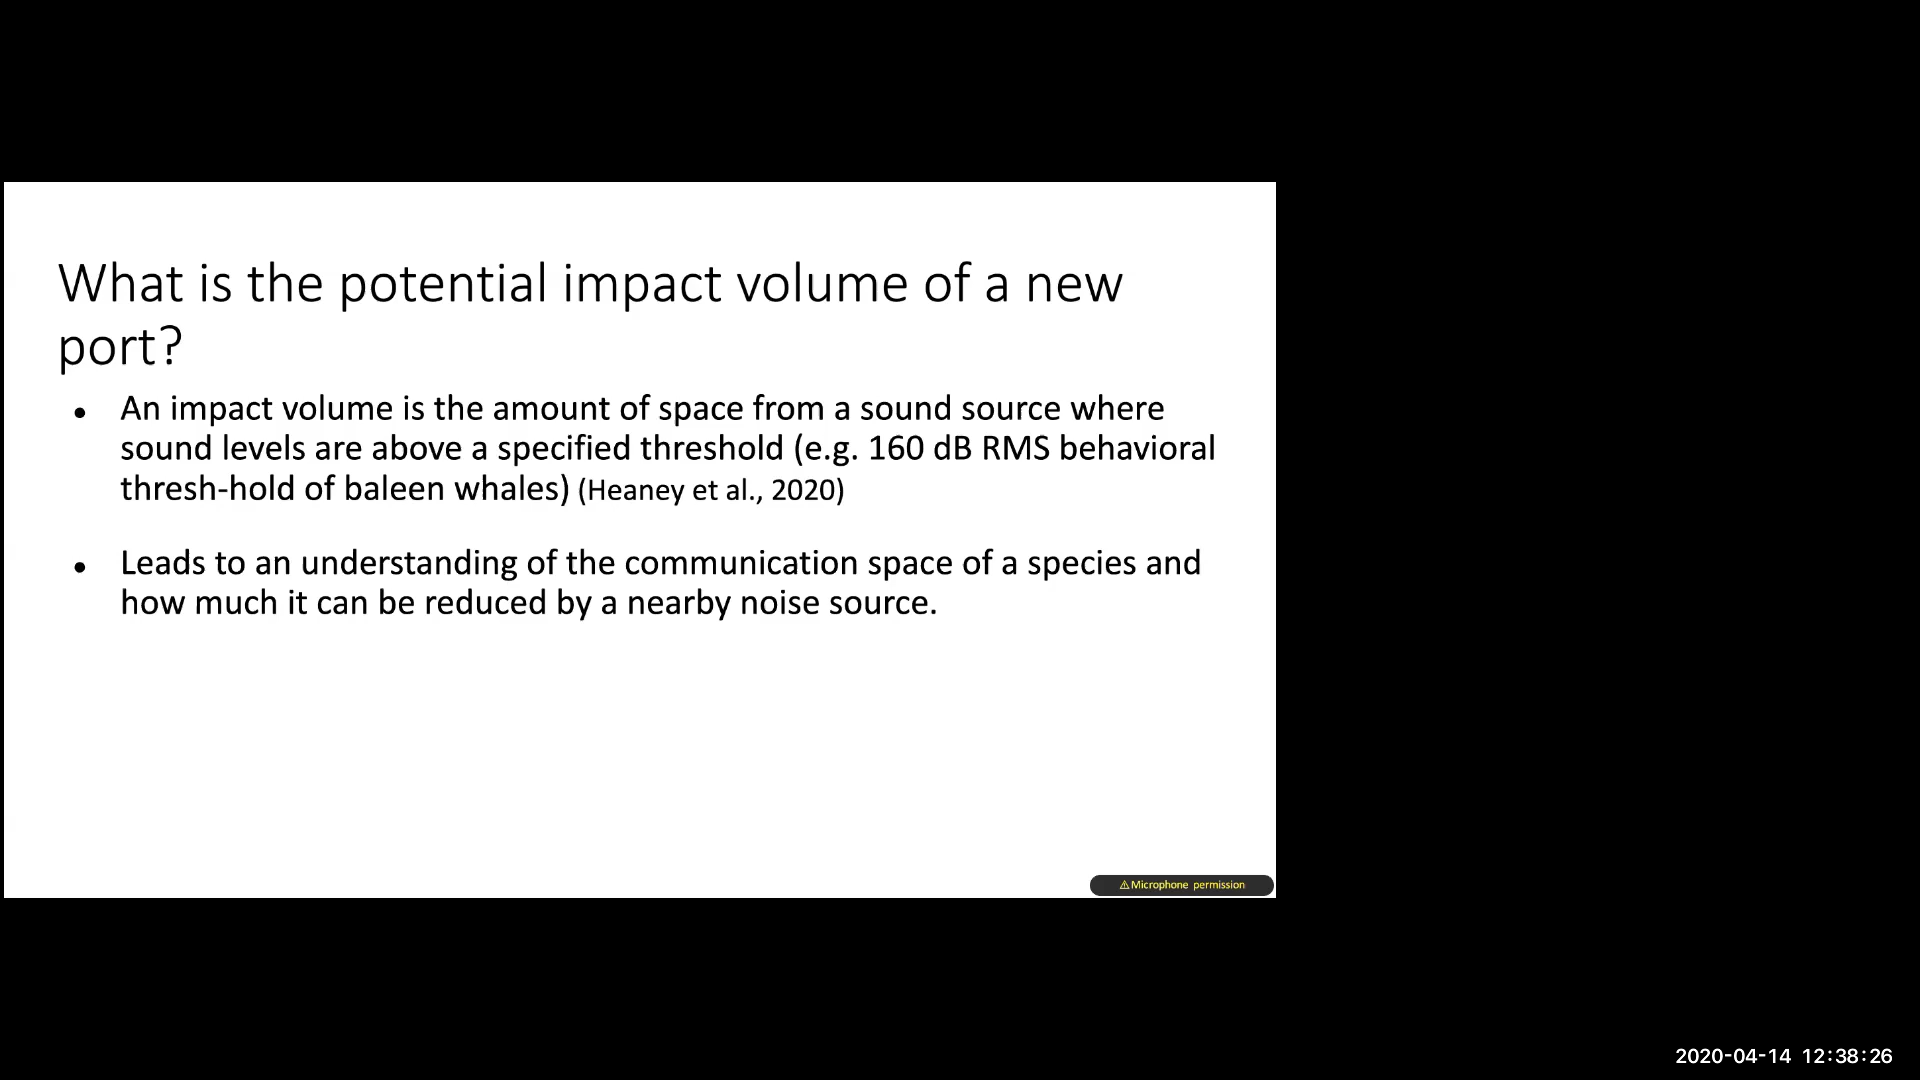 What is the potential impact volume of a new
port?
• An impact volume is the amount of space from a sound source where
sound levels are above a specified threshold (e.g. 160 dB RMS behavioral
thresh-hold of baleen whales) (Heaney et al., 2020)
• Leads to an understanding of the communication space of a species and
how much it can be reduced by a nearby noise source.
⚠Microphone permission
2020-04-14 12:38:26